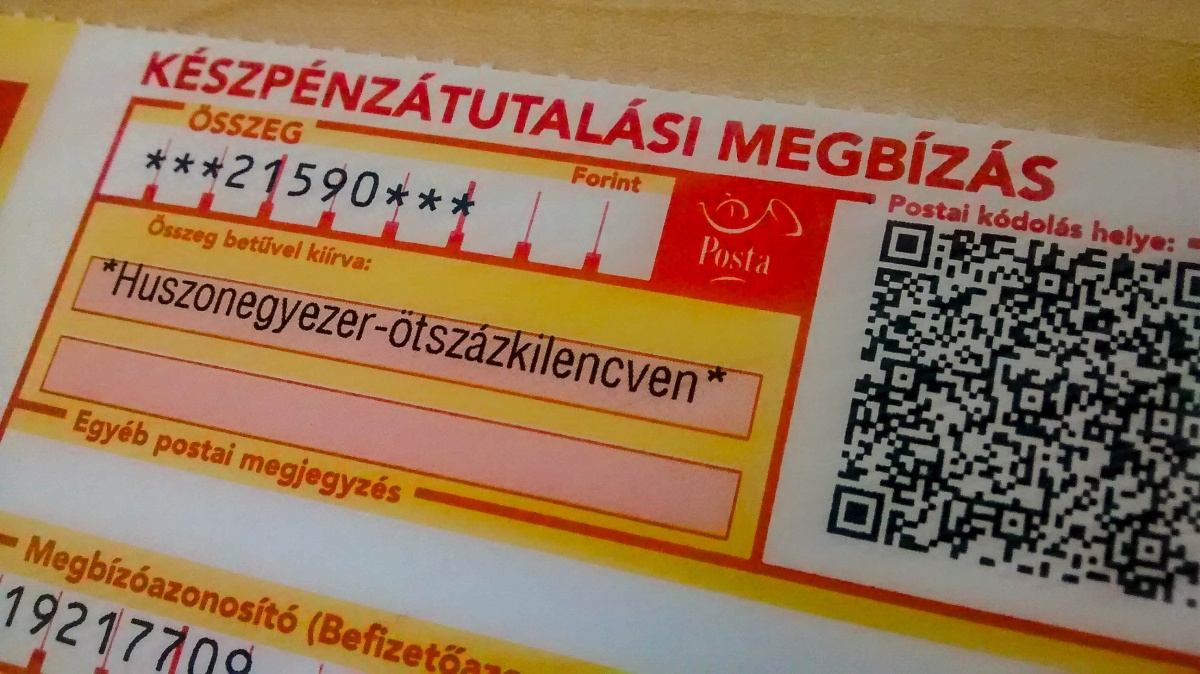 KÉSZPÉNZÁTUTALÁSI MEGBÍZÁS
ÖSSZEG
***21590***
Forint
Posta
Postai kódolás helye:
Összeg betűvel kiírva:
*Huszonegyezer-ötszázkilencven*
Egyéb postai megjegyzés
Megbízóazonosító
19217709